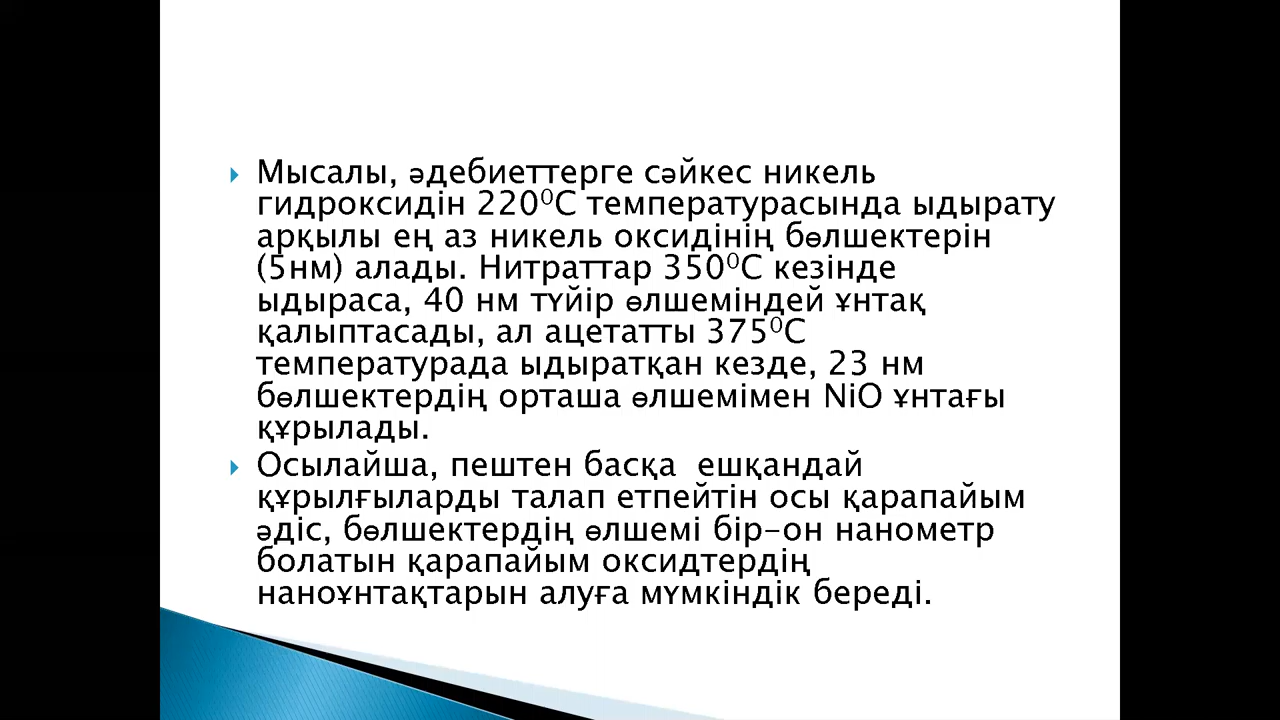 Мысалы, әдебиеттерге сәйкес никель
гидроксидін 220⁰С температурасында ыдырату
арқылы ең аз никель оксидінің бөлшектерін
(5нм) алады. Нитраттар 350⁰С кезінде
ыдыраса, 40 нм түйір өлшеміндей ұнтақ
қалыптасады, ал ацетатты 375⁰С
температурада ыдыратқан кезде, 23 нм
бөлшектердің орташа өлшемімен NiO ұнтағы
құрылады.
Осылайша, пештен басқа  ешқандай
құрылғыларды талап етпейтін осы қарапайым
әдіс, бөлшектердің өлшемі бір-он нанометр
болатын қарапайым оксидтердің
наноұнтақтарын алуға мүмкіндік береді.